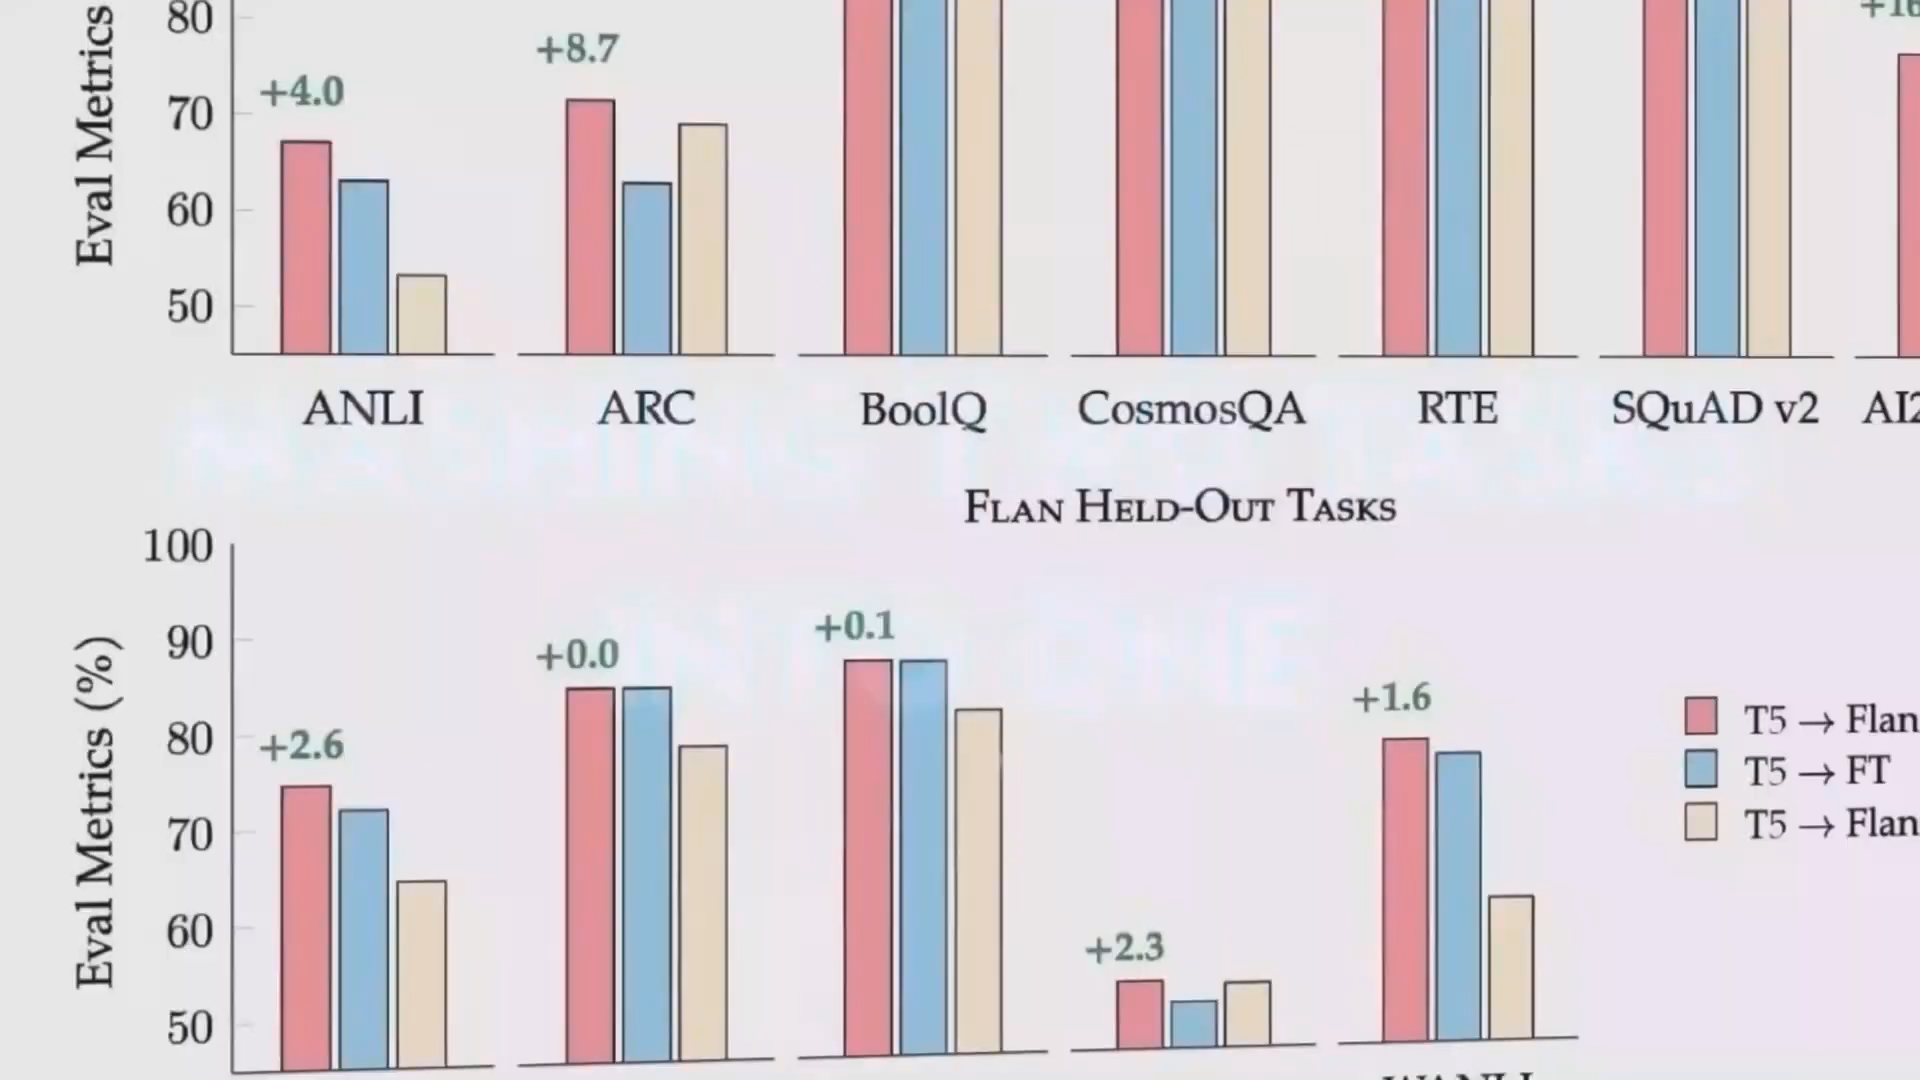 Eval Metrics
80
70
60
50
+4.0
+8.7
+16
ANLI
ARC
BoolQ
CosmosQA
RTE
SQuAD v2
AI2
FLAN HELD-OUT TASKS
Eval Metrics (%)
100
90
80
70
60
50
+2.6
+0.0
+0.1
+2.3
+1.6
T5 → Flan
T5 → FT
T5 → Flan